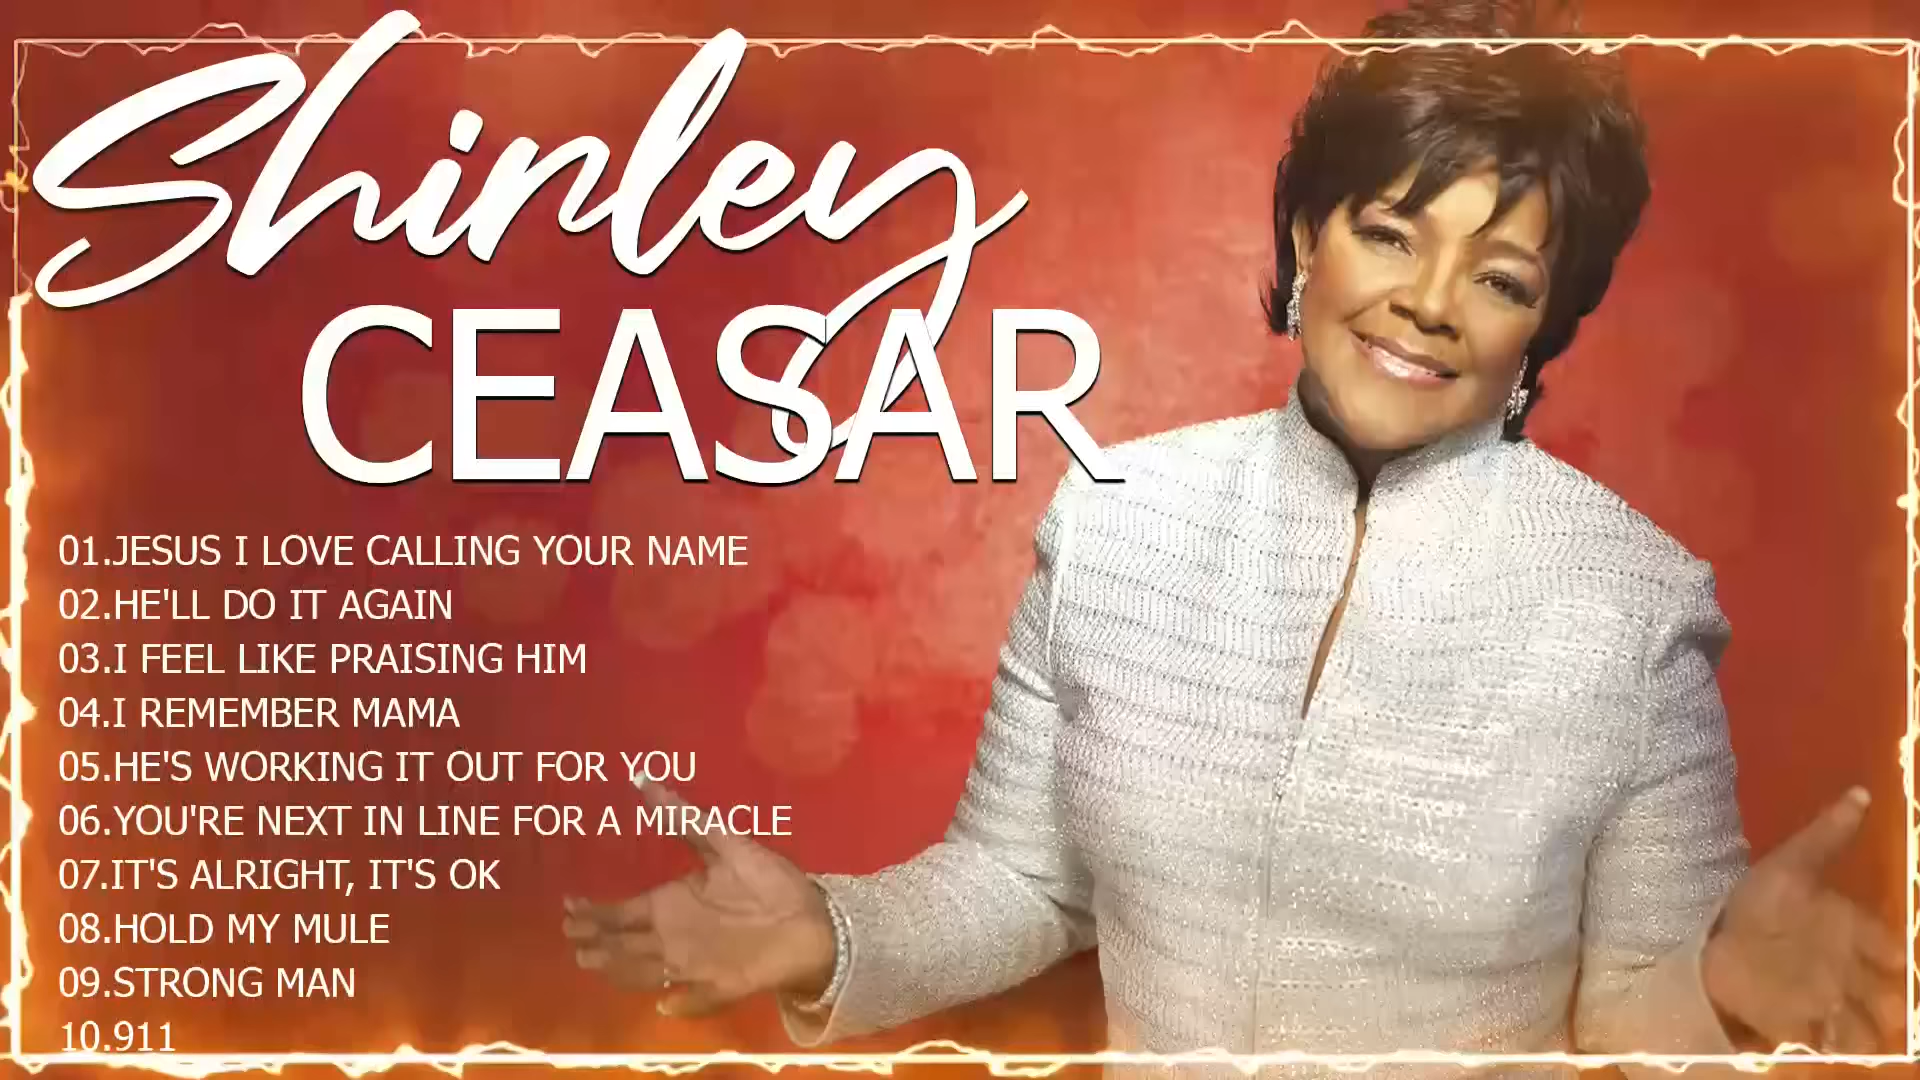 Shirley
CEASAR
01.JESUS I LOVE CALLING YOUR NAME
02.HE'LL DO IT AGAIN
03.I FEEL LIKE PRAISING HIM
04.I REMEMBER MAMA
05.HE'S WORKING IT OUT FOR YOU
06.YOU'RE NEXT IN LINE FOR A MIRACLE
07.IT'S ALRIGHT, IT'S OK
08.HOLD MY MULE
09.STRONG MAN
10.911